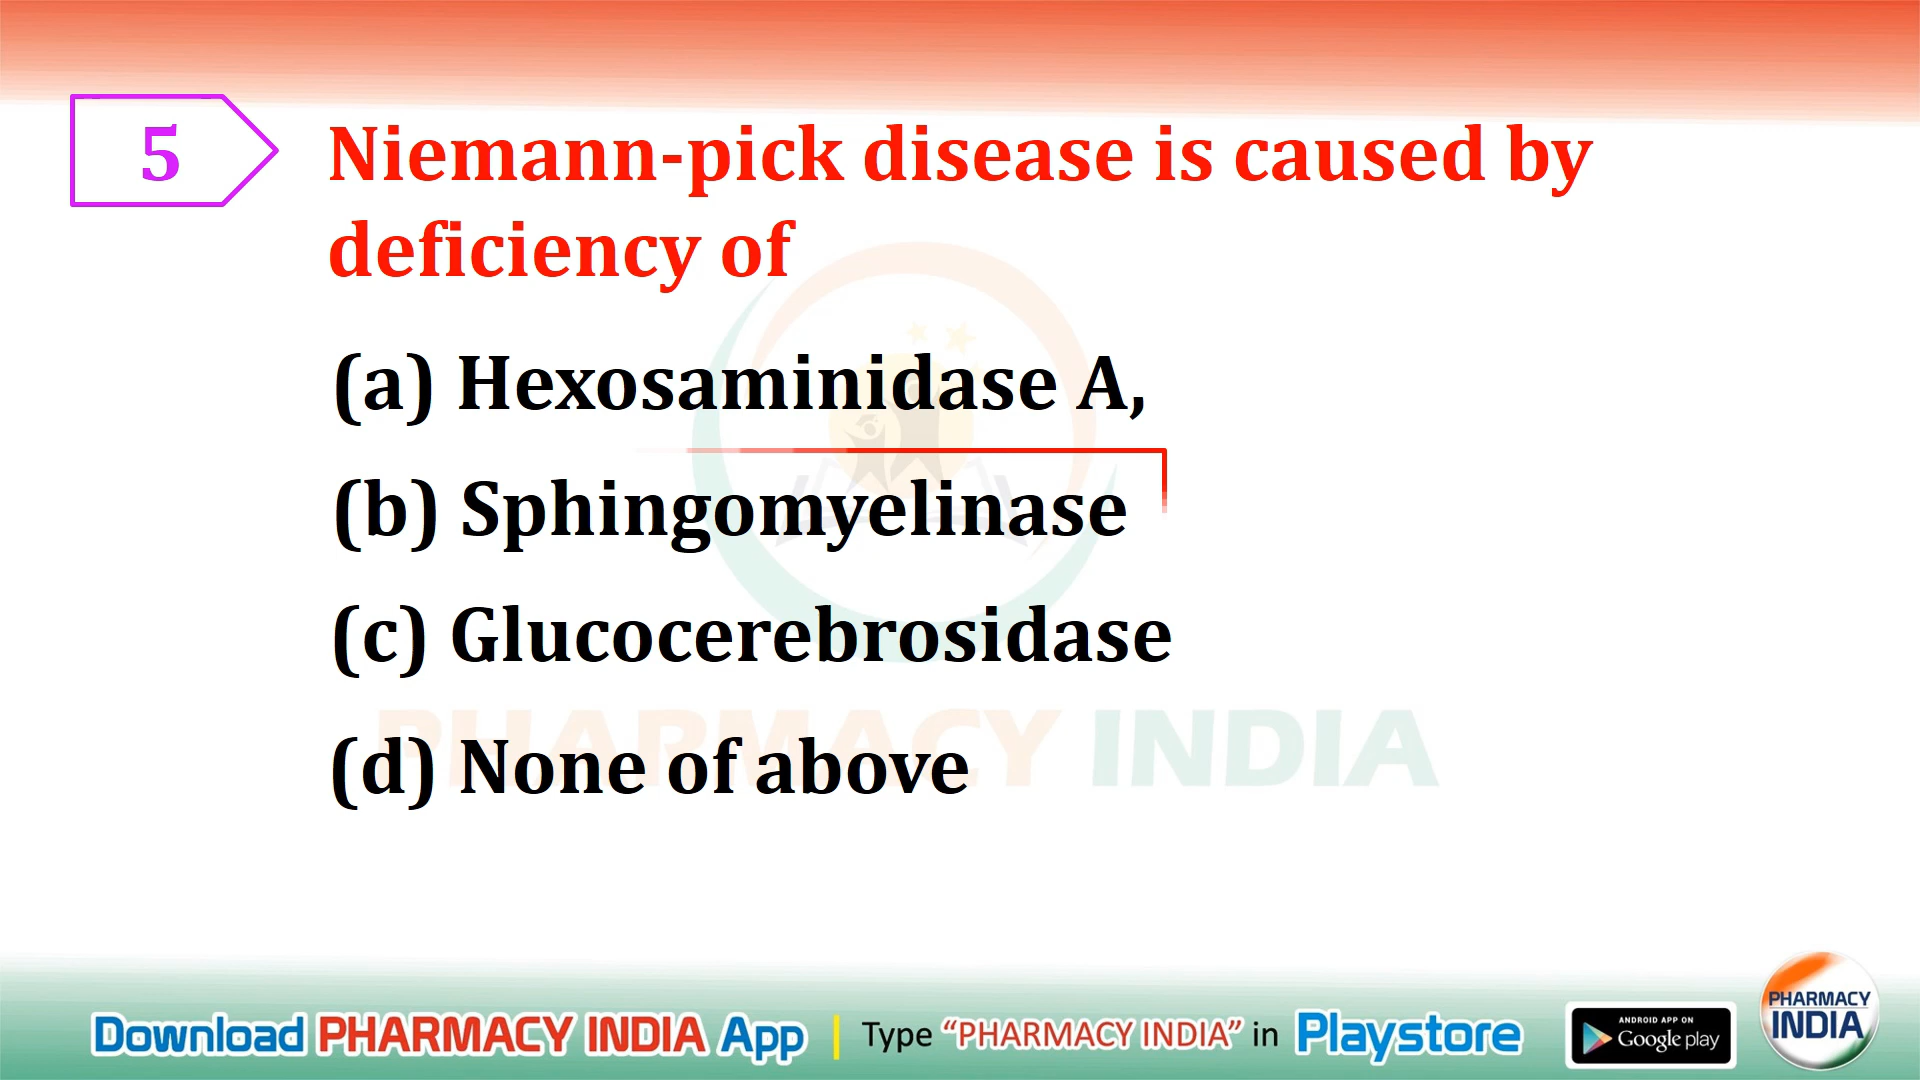 5
Niemann-pick disease is caused by
deficiency of
(a) Hexosaminidase A,
(b) Sphingomyelinase
(c) Glucocerebrosidase
(d) None of above
PHARMACY INDIA
Download PHARMACY INDIA App | Type “PHARMACY INDIA” in Playstore
ANDROID APP ON
Google play
PHARMACY
INDIA